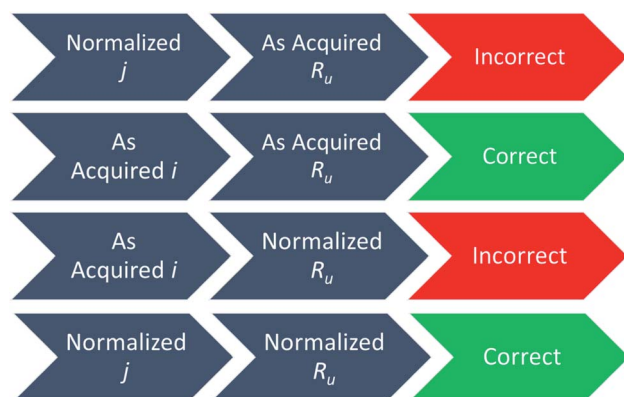 Normalized
j
As Acquired
Rᵤ
Incorrect
As
Acquired i
As Acquired
Rᵤ
Correct
As
Acquired i
Normalized
Rᵤ
Incorrect
Normalized
j
Normalized
Rᵤ
Correct